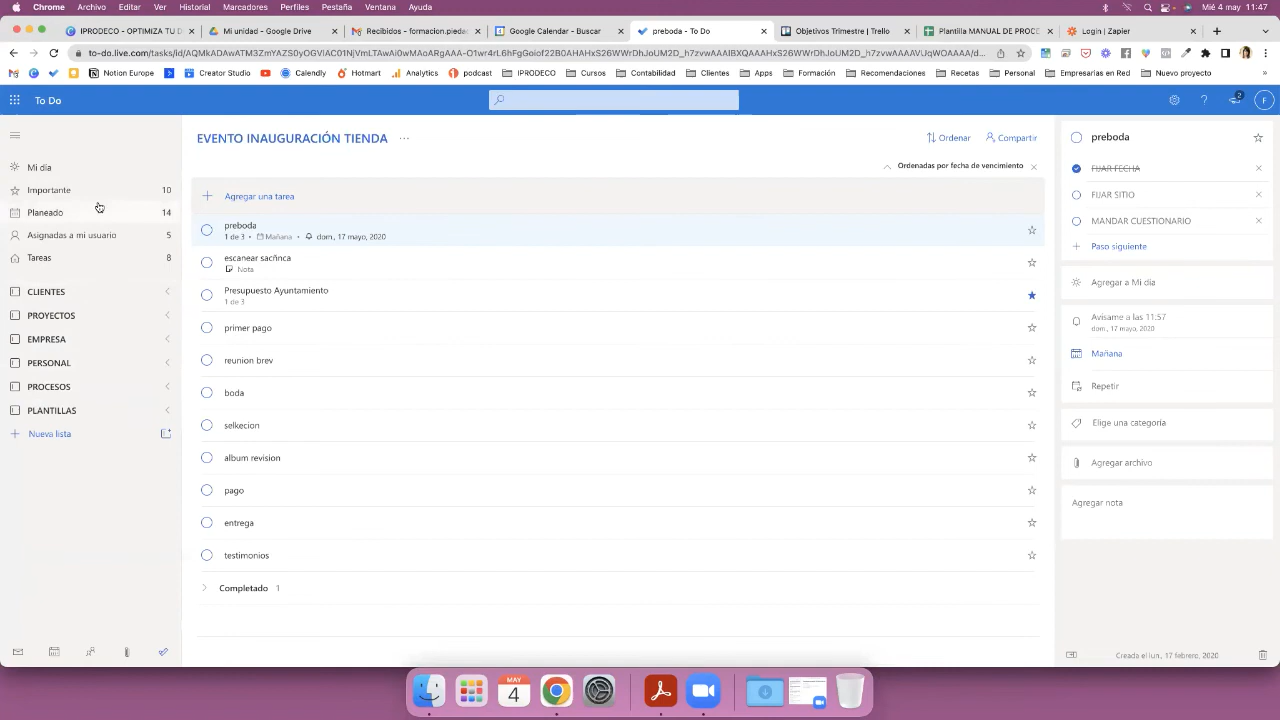 Chrome Archivo Editar Ver Historial Marcadores Perfiles Pestaña Ventana Ayuda Mié 4 may 11:47
IPRODECO - OPTIMIZA TU D Mi unidad - Google Drive Recibidos - formacion.piedar Google Calendar - Buscar preboda - To Do Objetivos Trimestre | Trello Plantilla MANUAL DE PROCE Login | Zapier
Notion Europe Creator Studio Calendly Hotmart Analytics podcast IPRODECO Cursos Contabilidad Clientes Apps Formación Recomendaciones Recetas Personal Empresarias en Red Nuevo proyecto »
To Do
2
F
EVENTO INAUGURACIÓN TIENDA ...
Ordenar Compartir
Ordenadas por fecha de vencimiento
Mi día
Importante 10
Planeado 14
Asignadas a mi usuario 5
Tareas 8
CLIENTES
PROYECTOS
EMPRESA
PERSONAL
PROCESOS
PLANTILLAS
Nueva lista
Agregar una tarea
preboda
1 de 3 • Mañana • dom., 17 mayo, 2020
escanear sacñnca
Nota
Presupuesto Ayuntamiento
1 de 3
primer pago
reunion brev
boda
selkecion
album revision
pago
entrega
testimonios
Completado 1
preboda
FIJAR FECHA
FIJAR SITIO
MANDAR CUESTIONARIO
Paso siguiente
Agregar a Mi día
Avísame a las 11:57
dom., 17 mayo, 2020
Mañana
Repetir
Elige una categoría
Agregar archivo
Agregar nota
Creada el lun., 17 febrero, 2020
MAY
4